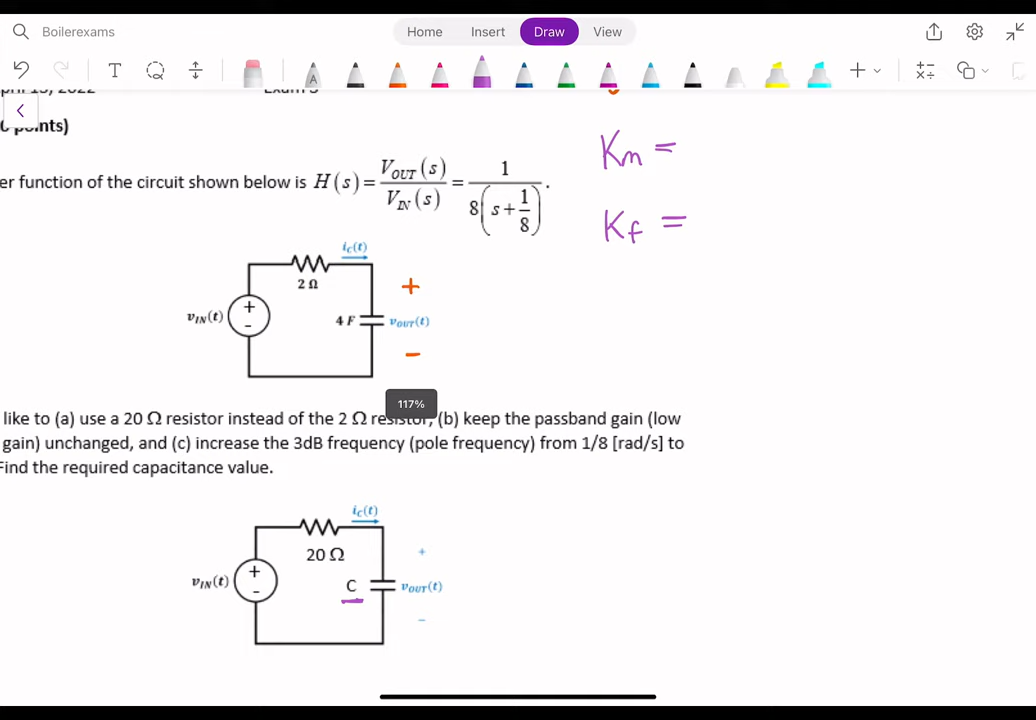 Boilerexams
Home
Insert
Draw
View
T
A
points)
Km =
er function of the circuit shown below is H(s) = V_OUT(s) / V_IN(s) = 1 / 8(s + 1/8).
Kf =
i_C(t)
2 Ω
+
v_IN(t)
+
-
4 F
v_OUT(t)
-
117%
like to (a) use a 20 Ω resistor instead of the 2 Ω resistor, (b) keep the passband gain (low
gain) unchanged, and (c) increase the 3dB frequency (pole frequency) from 1/8 [rad/s] to
Find the required capacitance value.
i_C(t)
20 Ω
+
v_IN(t)
+
-
C
v_OUT(t)
-